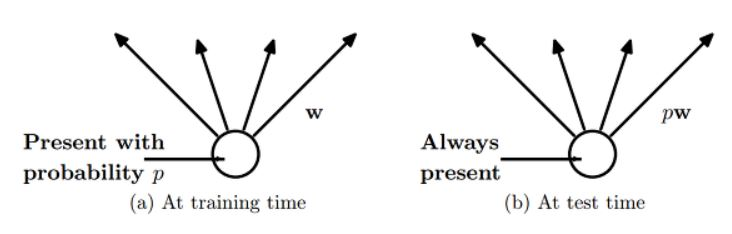 w
Present with
probability p
(a) At training time
pw
Always
present
(b) At test time